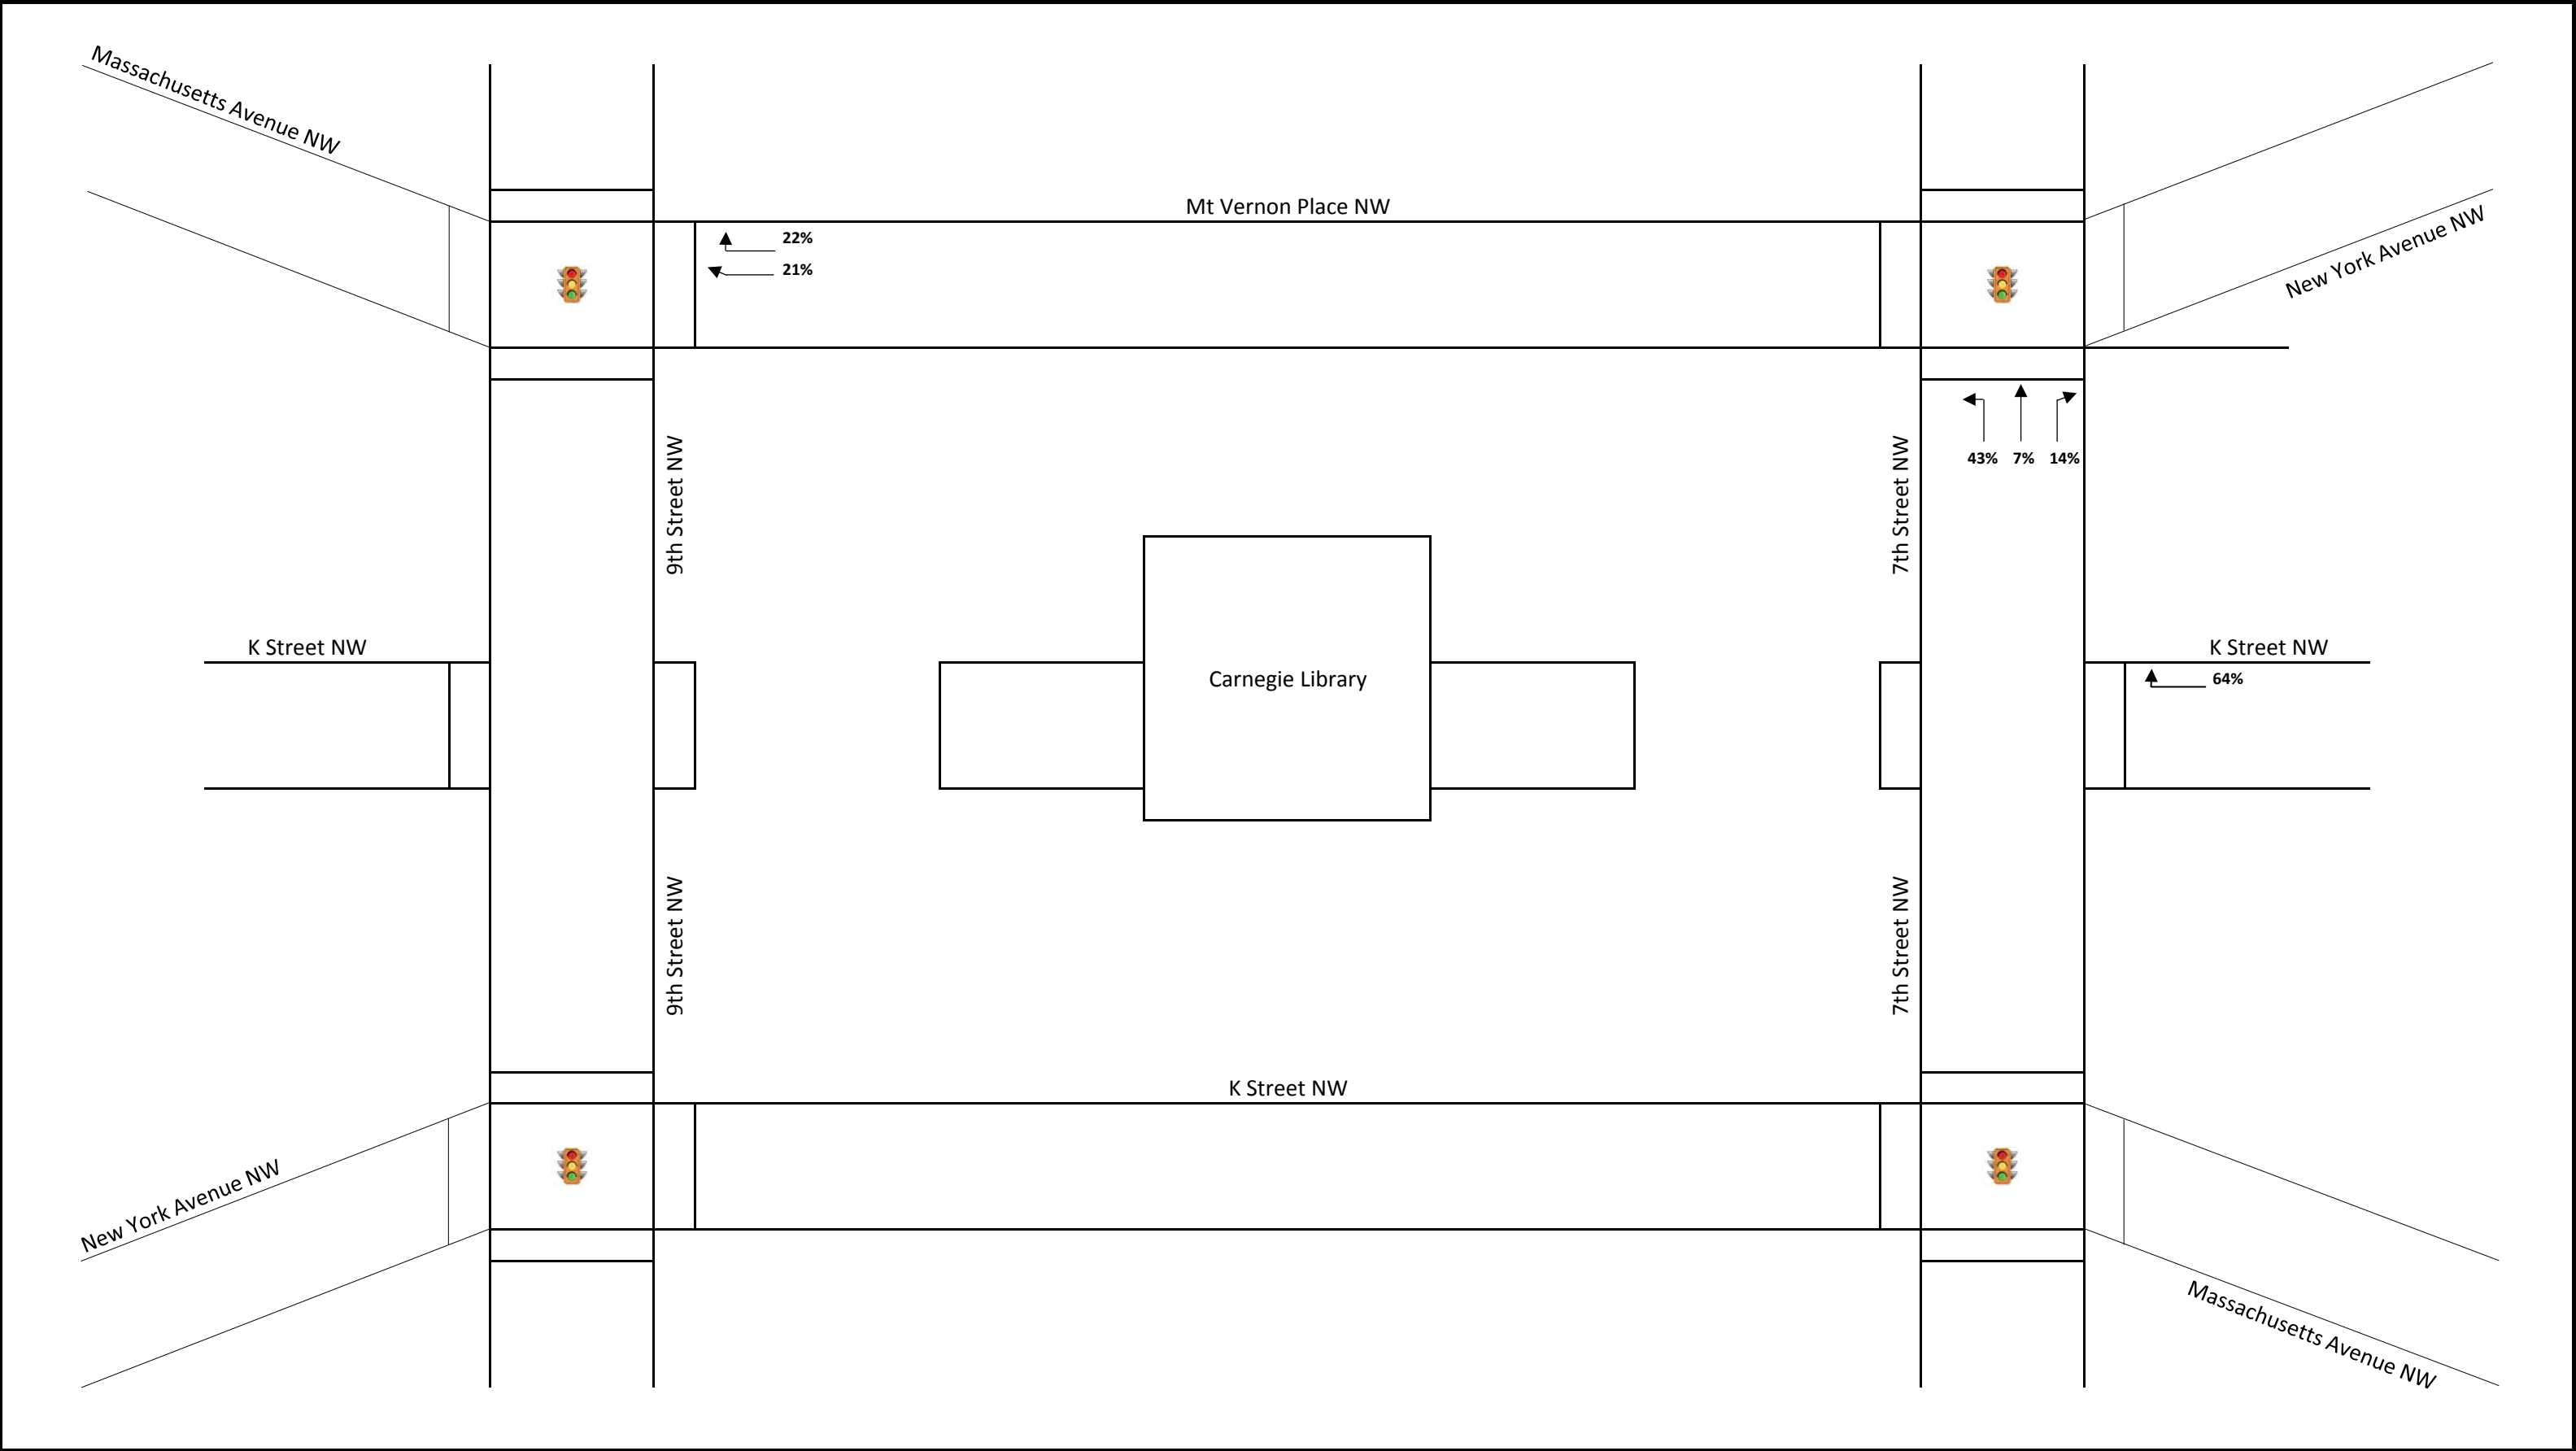 Massachusetts Avenue NW
Mt Vernon Place NW
22%
21%
New York Avenue NW
9th Street NW
7th Street NW
43% 7% 14%
K Street NW
K Street NW
Carnegie Library
64%
9th Street NW
7th Street NW
K Street NW
New York Avenue NW
Massachusetts Avenue NW